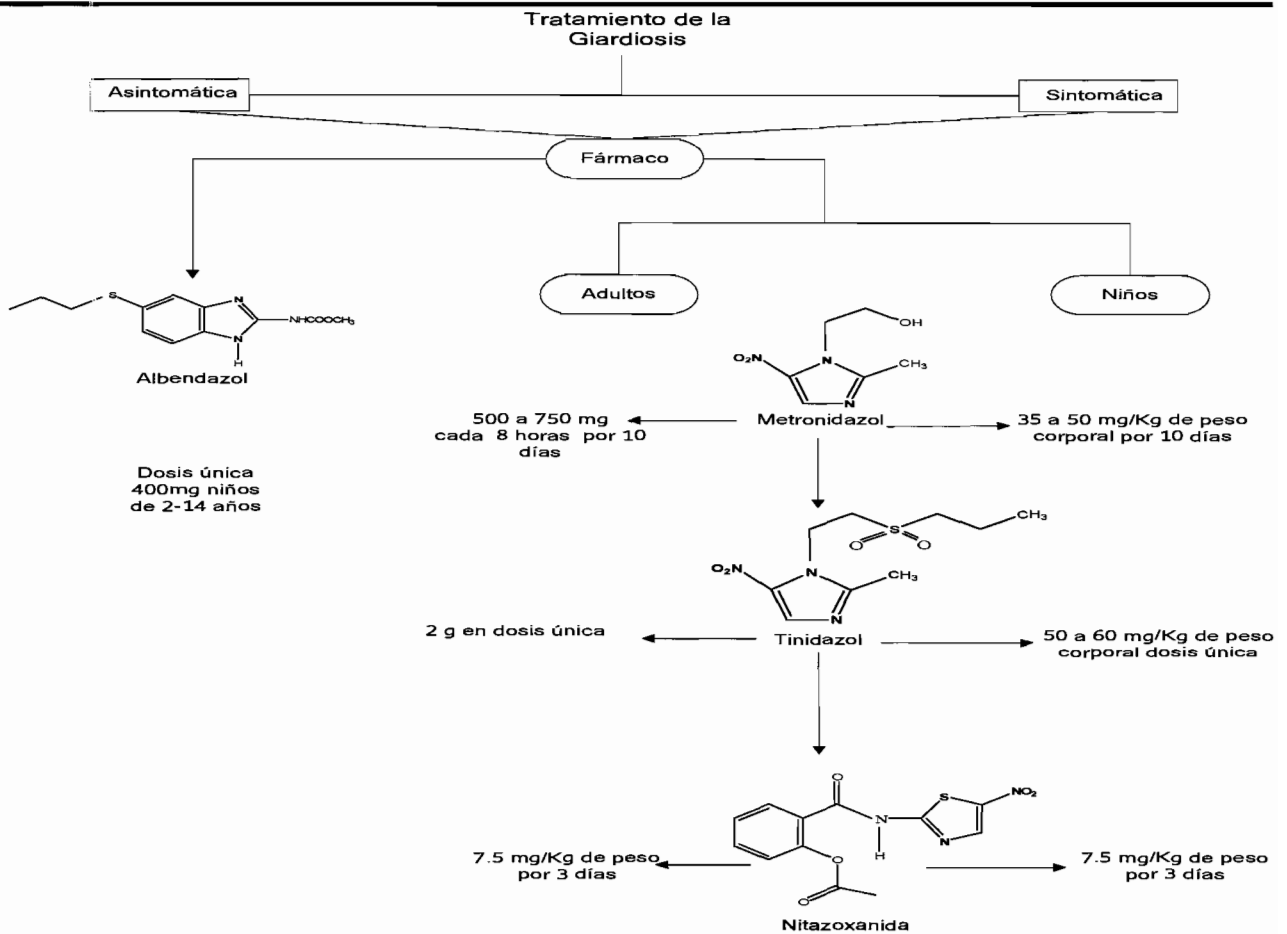 Tratamiento de la
Giardiosis
Asintomática
Sintomática
Fármaco
Adultos
Niños
S
N
NHCOOCH₃
N
H
Albendazol
Dosis única
400mg niños
de 2-14 años
OH
O₂N
N
CH₃
N
Metronidazol
500 a 750 mg
cada 8 horas por 10
días
35 a 50 mg/Kg de peso
corporal por 10 días
CH₃
S
O
O
O₂N
N
CH₃
N
Tinidazol
2 g en dosis única
50 a 60 mg/Kg de peso
corporal dosis única
O
S
NO₂
N
N
H
O
O
Nitazoxanida
7.5 mg/Kg de peso
por 3 días
7.5 mg/Kg de peso
por 3 días